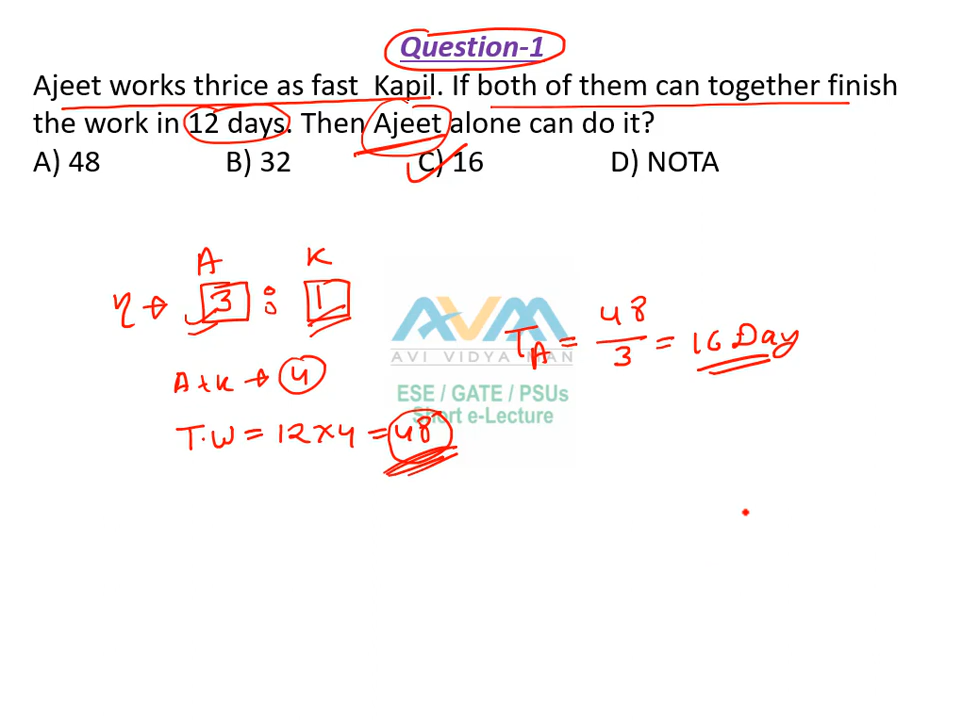 Question-1
Ajeet works thrice as fast Kapil. If both of them can together finish
the work in 12 days. Then Ajeet alone can do it?
A) 48 B) 32 C) 16 D) NOTA
A K
η → 3 : 1
A+K → 4
T.W = 12×4 = 48
T_A = 48/3 = 16 Day
AVM
AVI VIDYA MAN
ESE / GATE / PSUs
Short e-Lecture